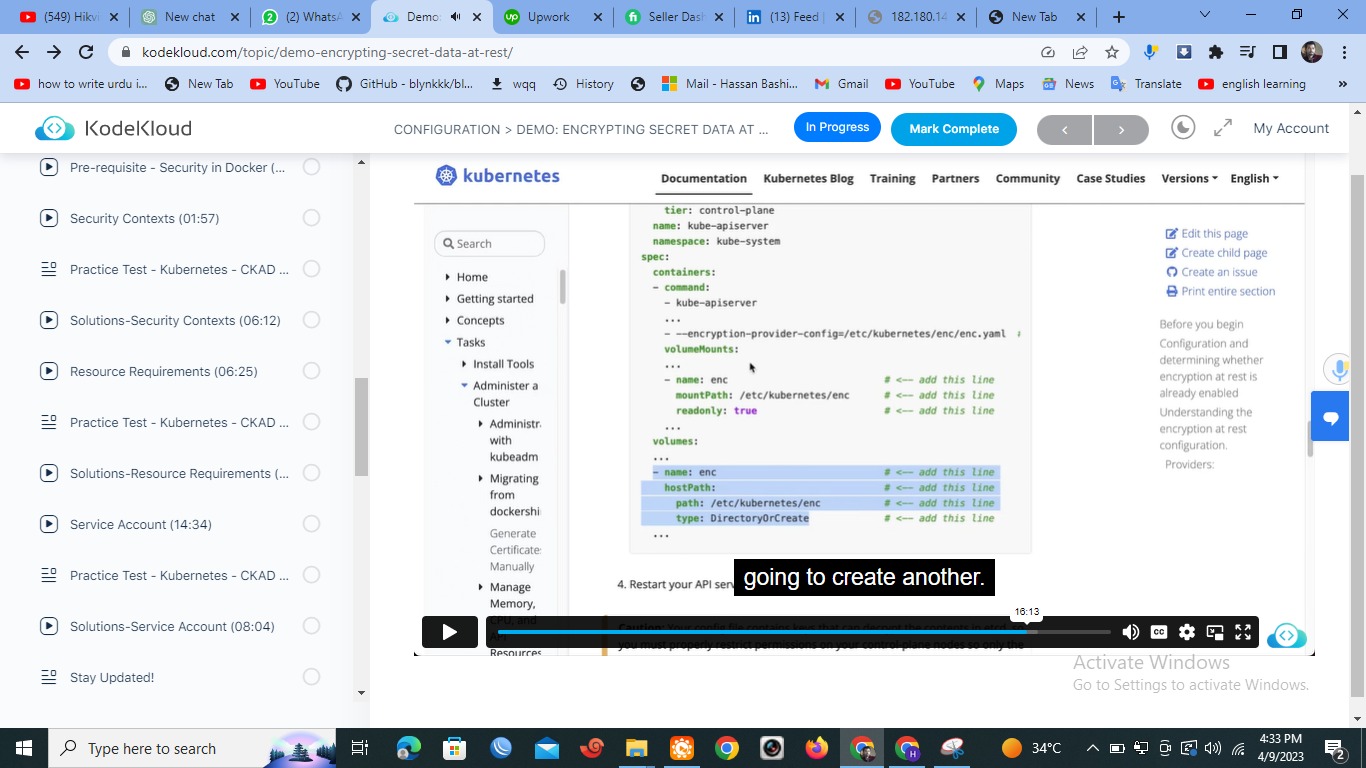 (549) Hikvi
New chat
(2) WhatsA
Demo:
Upwork
Seller Dash
(13) Feed |
182.180.14
New Tab
kodekloud.com/topic/demo-encrypting-secret-data-at-rest/
how to write urdu i...
New Tab
YouTube
GitHub - blynkkk/bl...
wqq
History
Mail - Hassan Bashi...
Gmail
YouTube
Maps
News
Translate
english learning
KodeKloud
CONFIGURATION > DEMO: ENCRYPTING SECRET DATA AT ...
In Progress
Mark Complete
My Account
Pre-requisite - Security in Docker (...
Security Contexts (01:57)
Practice Test - Kubernetes - CKAD ...
Solutions-Security Contexts (06:12)
Resource Requirements (06:25)
Practice Test - Kubernetes - CKAD ...
Solutions-Resource Requirements (...
Service Account (14:34)
Practice Test - Kubernetes - CKAD ...
Solutions-Service Account (08:04)
Stay Updated!
kubernetes
Documentation
Kubernetes Blog
Training
Partners
Community
Case Studies
Versions
English
Search
Home
Getting started
Concepts
Tasks
Install Tools
Administer a
Cluster
Administr
with
kubeadm
Migrating
from
dockershi
Generate
Certificate
Manually
Manage
Memory,
CPU, and
API
Resources
tier: control-plane
name: kube-apiserver
namespace: kube-system
spec:
containers:
- command:
- kube-apiserver
...
- --encryption-provider-config=/etc/kubernetes/enc/enc.yaml #
volumeMounts:
...
- name: enc # <-- add this line
mountPath: /etc/kubernetes/enc # <-- add this line
readonly: true # <-- add this line
...
volumes:
...
- name: enc # <-- add this line
hostPath: # <-- add this line
path: /etc/kubernetes/enc # <-- add this line
type: DirectoryOrCreate # <-- add this line
...
4. Restart your API serv
going to create another.
Caution: Your config file contains keys that can decrypt the contents in etcd, so
you must properly restrict permissions on your control-plane nodes so only the
Edit this page
Create child page
Create an issue
Print entire section
Before you begin
Configuration and
determining whether
encryption at rest is
already enabled
Understanding the
encryption at rest
configuration.
Providers:
16:13
CC
Activate Windows
Go to Settings to activate Windows.
Type here to search
34°C
4:33 PM
4/9/2023
2